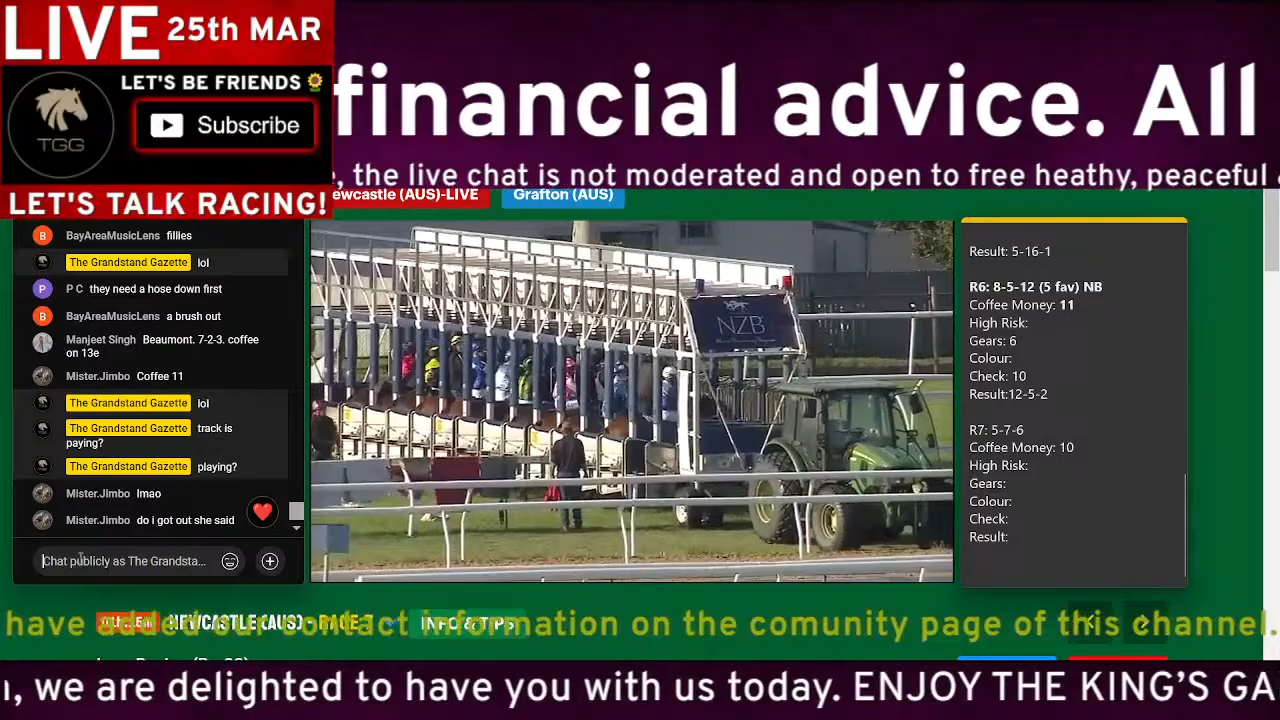 LIVE 25th MAR
LET'S BE FRIENDS
TGG
Subscribe
LET'S TALK RACING!
financial advice. All
, the live chat is not moderated and open to free heathy, peaceful
ewcastle (AUS)-LIVE
Grafton (AUS)
B BayAreaMusicLens fillies
The Grandstand Gazette lol
P P C they need a hose down first
B BayAreaMusicLens a brush out
Manjeet Singh Beaumont. 7-2-3. coffee
on 13e
Mister.Jimbo Coffee 11
The Grandstand Gazette lol
The Grandstand Gazette track is
paying?
The Grandstand Gazette playing?
Mister.Jimbo lmao
Mister.Jimbo do i got out she said
Chat publicly as The Grandsta...
NZB
Result: 5-16-1
R6: 8-5-12 (5 fav) NB
Coffee Money: 11
High Risk:
Gears: 6
Colour:
Check: 10
Result:12-5-2
R7: 5-7-6
Coffee Money: 10
High Risk:
Gears:
Colour:
Check:
Result:
NEWCASTLE (AUS) - RACE 7
INFO & TIPS
have added our contact information on the comunity page of this channel.
, we are delighted to have you with us today. ENJOY THE KING'S GA